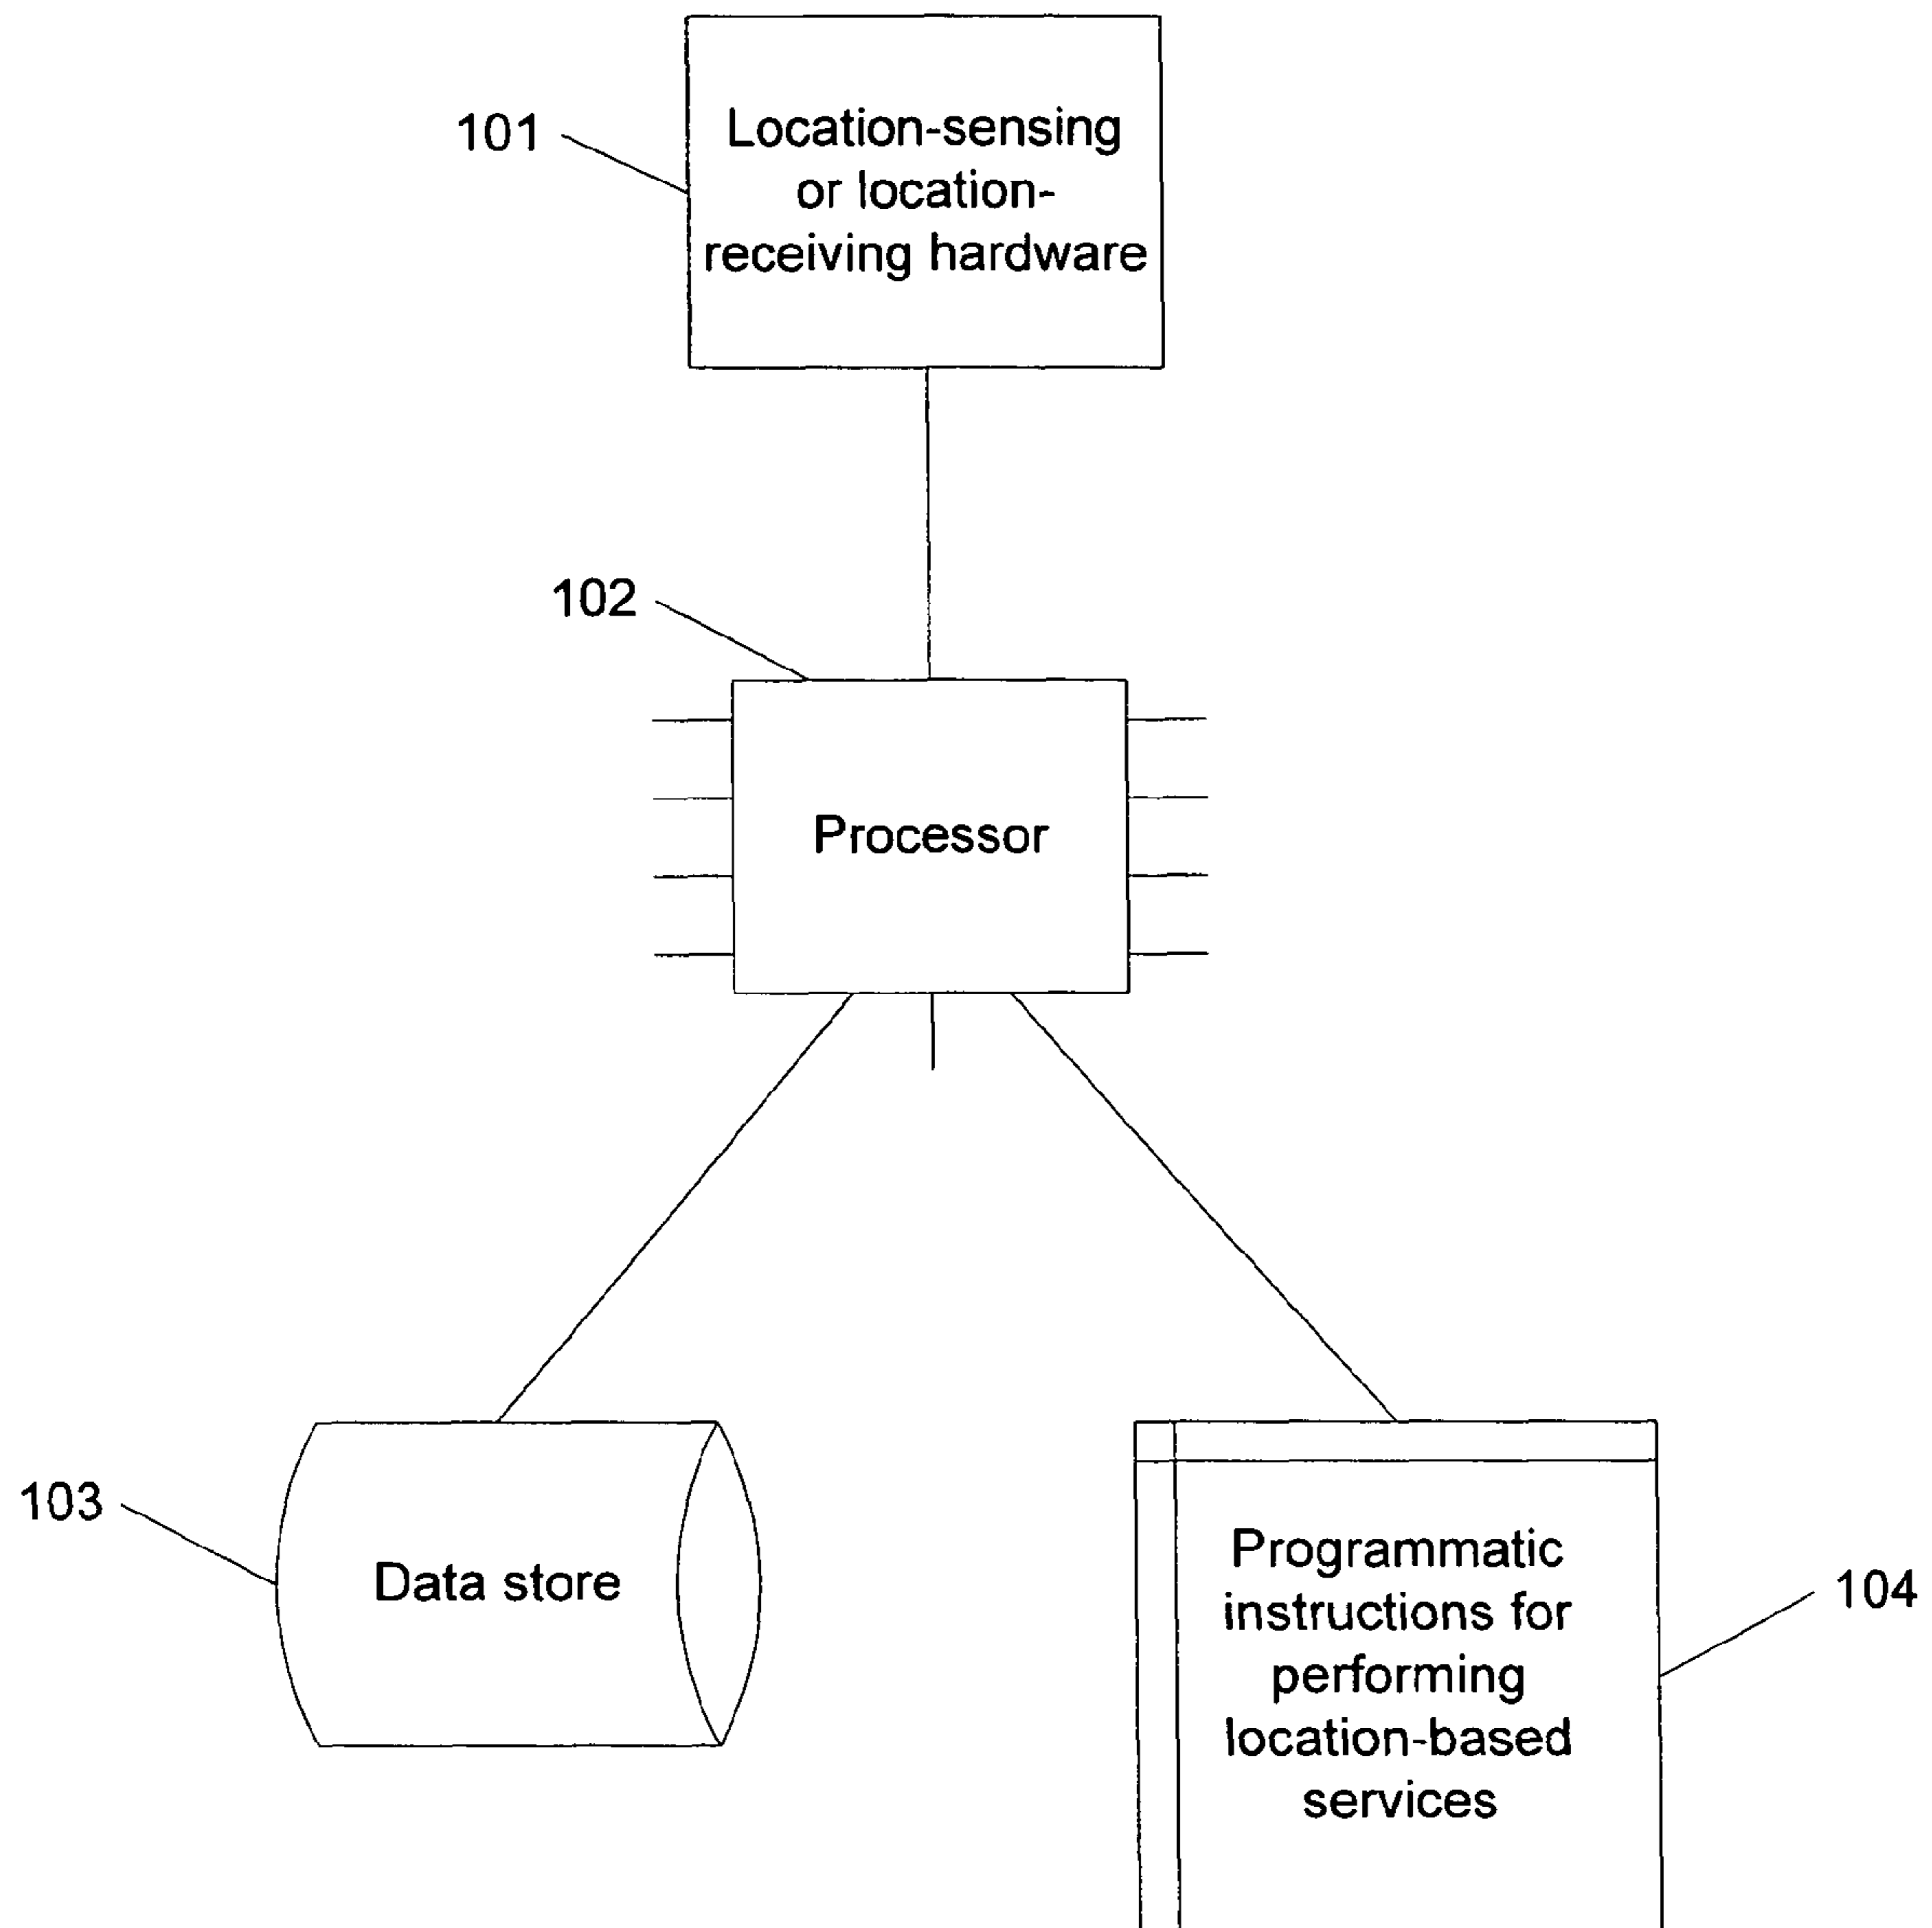 101
Location-sensing
or location-
receiving hardware
102
Processor
103
Data store
Programmatic
instructions for
performing
location-based
services
104